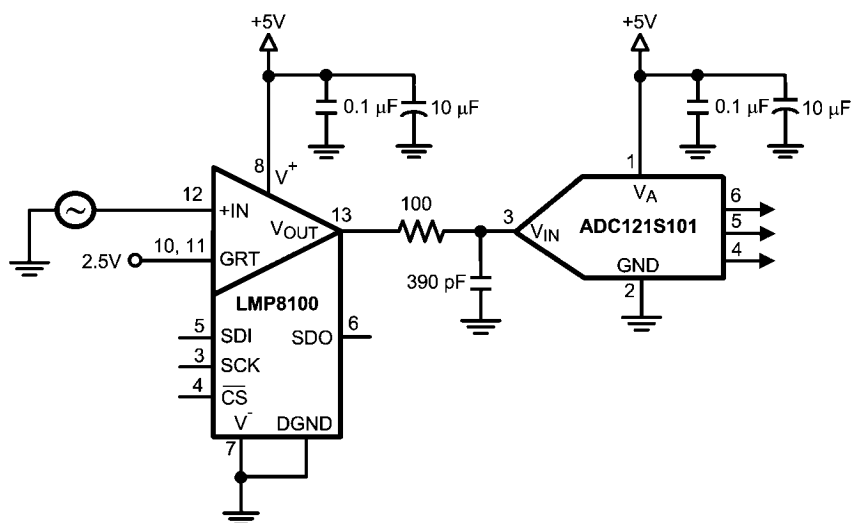 +5V
+5V
0.1 µF
10 µF
0.1 µF
10 µF
8
V+
1
VA
12
+IN
VOUT
13
100
3
VIN
ADC121S101
6
5
4
10, 11
2.5V
GRT
GND
2
390 pF
LMP8100
5
SDI
SDO
6
3
SCK
4
CS
V-
DGND
7